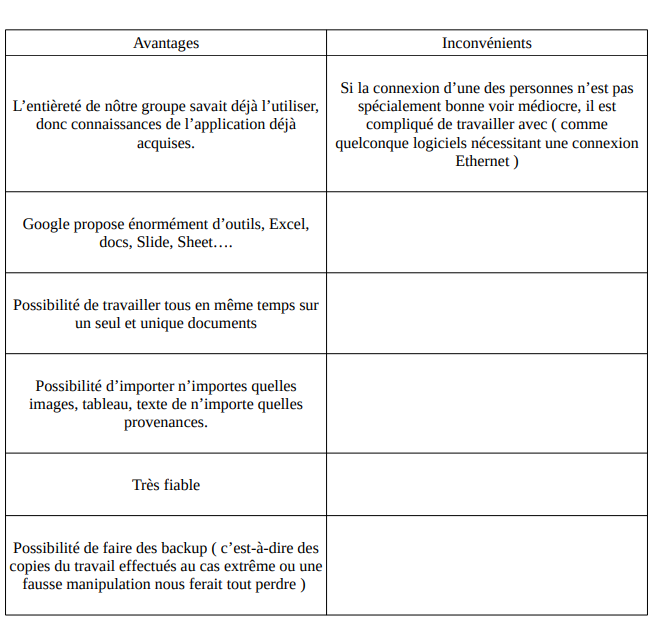 Avantages
Inconvénients
L’entièreté de nôtre groupe savait déjà l’utiliser,
donc connaissances de l’application déjà
acquises.
Si la connexion d’une des personnes n’est pas
spécialement bonne voir médiocre, il est
compliqué de travailler avec ( comme
quelconque logiciels nécessitant une connexion
Ethernet )
Google propose énormément d’outils, Excel,
docs, Slide, Sheet….
Possibilité de travailler tous en même temps sur
un seul et unique documents
Possibilité d’importer n’importes quelles
images, tableau, texte de n’importe quelles
provenances.
Très fiable
Possibilité de faire des backup ( c’est-à-dire des
copies du travail effectués au cas extrême ou une
fausse manipulation nous ferait tout perdre )